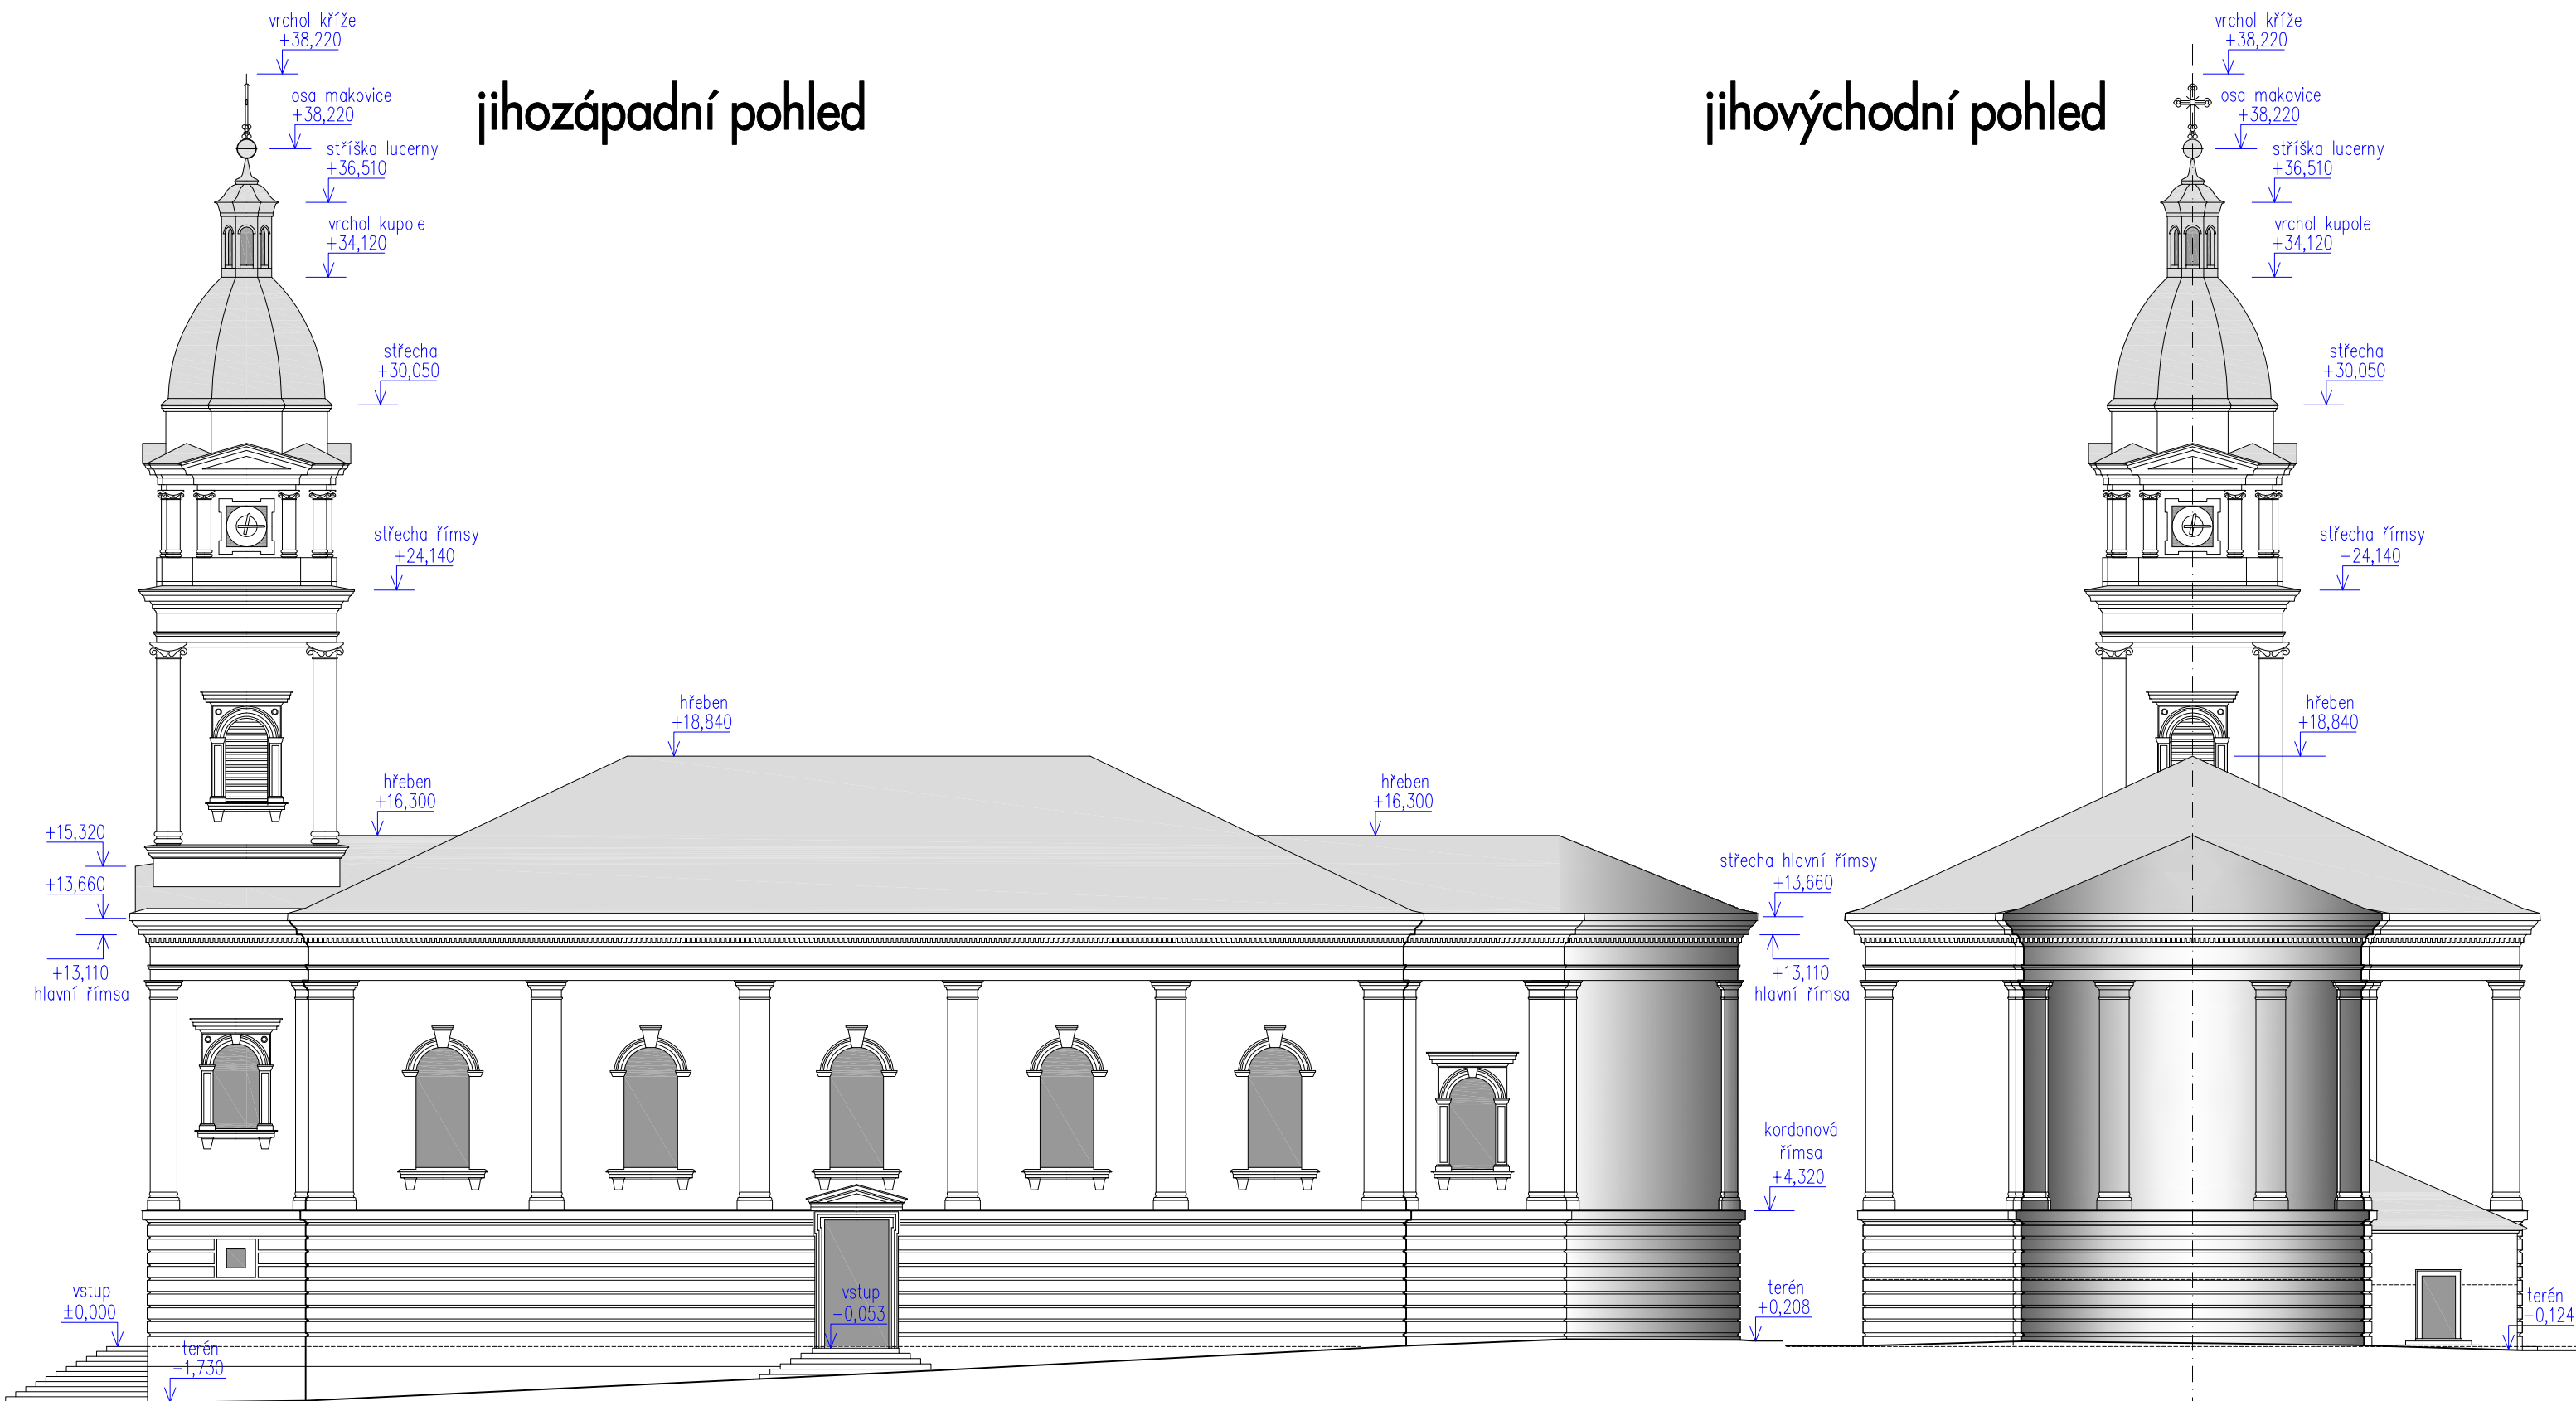 jihozápadní pohled
vrchol kříže
+38,220
osa makovice
+38,220
stříška lucerny
+36,510
vrchol kupole
+34,120
střecha
+30,050
střecha římsy
+24,140
hřeben
+18,840
hřeben
+16,300
hřeben
+16,300
+15,320
+13,660
+13,110
hlavní římsa
vstup
±0,000
terén
-1,730
vstup
-0,053
střecha hlavní římsy
+13,660
+13,110
hlavní římsa
kordonová
římsa
+4,320
terén
+0,208
jihovýchodní pohled
vrchol kříže
+38,220
osa makovice
+38,220
stříška lucerny
+36,510
vrchol kupole
+34,120
střecha
+30,050
střecha římsy
+24,140
hřeben
+18,840
terén
-0,124